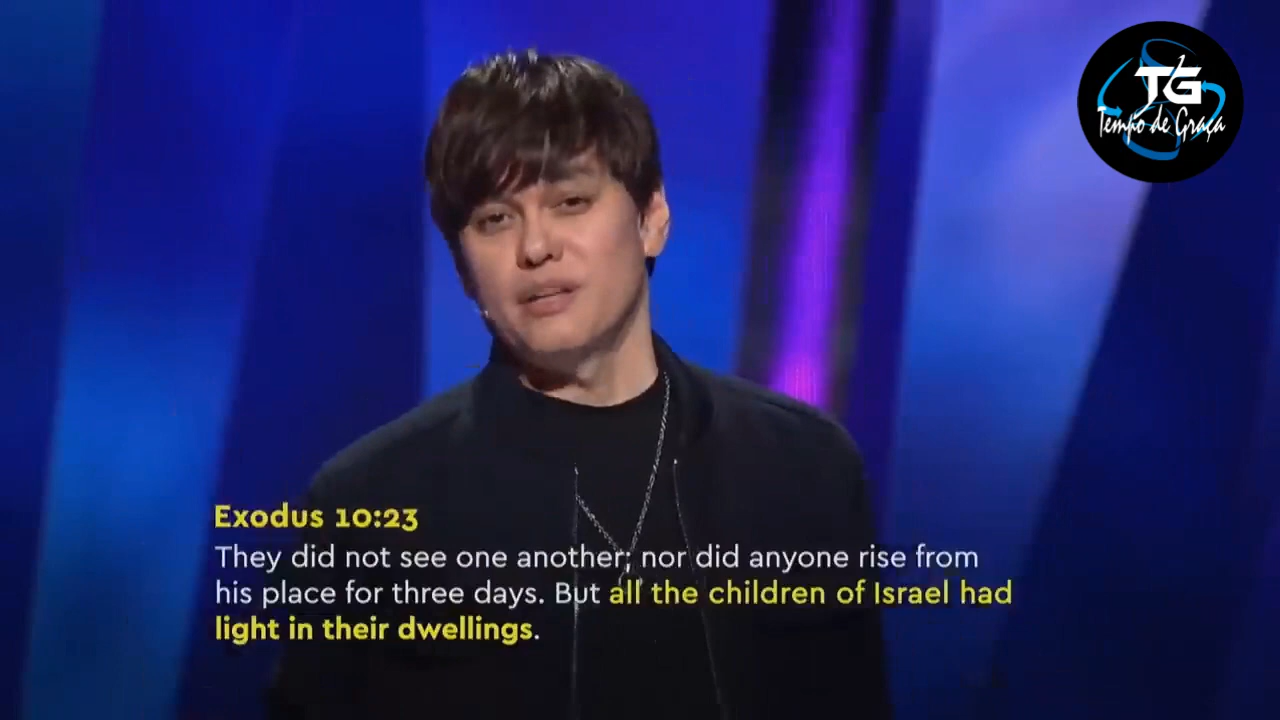 TG
Tempo de Graça
Exodus 10:23
They did not see one another; nor did anyone rise from
his place for three days. But all the children of Israel had
light in their dwellings.